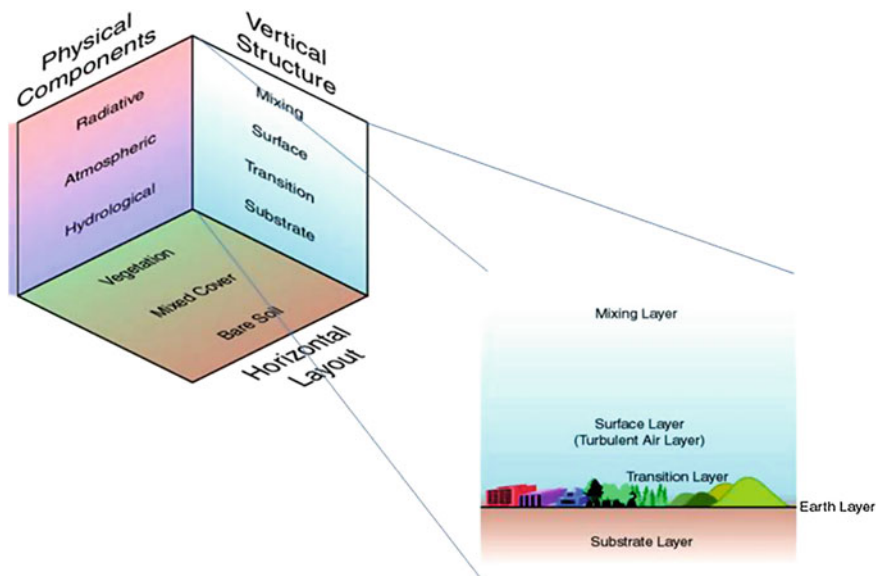 Physical
Components
Vertical
Structure
Radiative
Atmospheric
Hydrological
Mixing
Surface
Transition
Substrate
Vegetation
Mixed Cover
Bare Soil
Horizontal
Layout
Mixing Layer
Surface Layer
(Turbulent Air Layer)
Transition Layer
Earth Layer
Substrate Layer